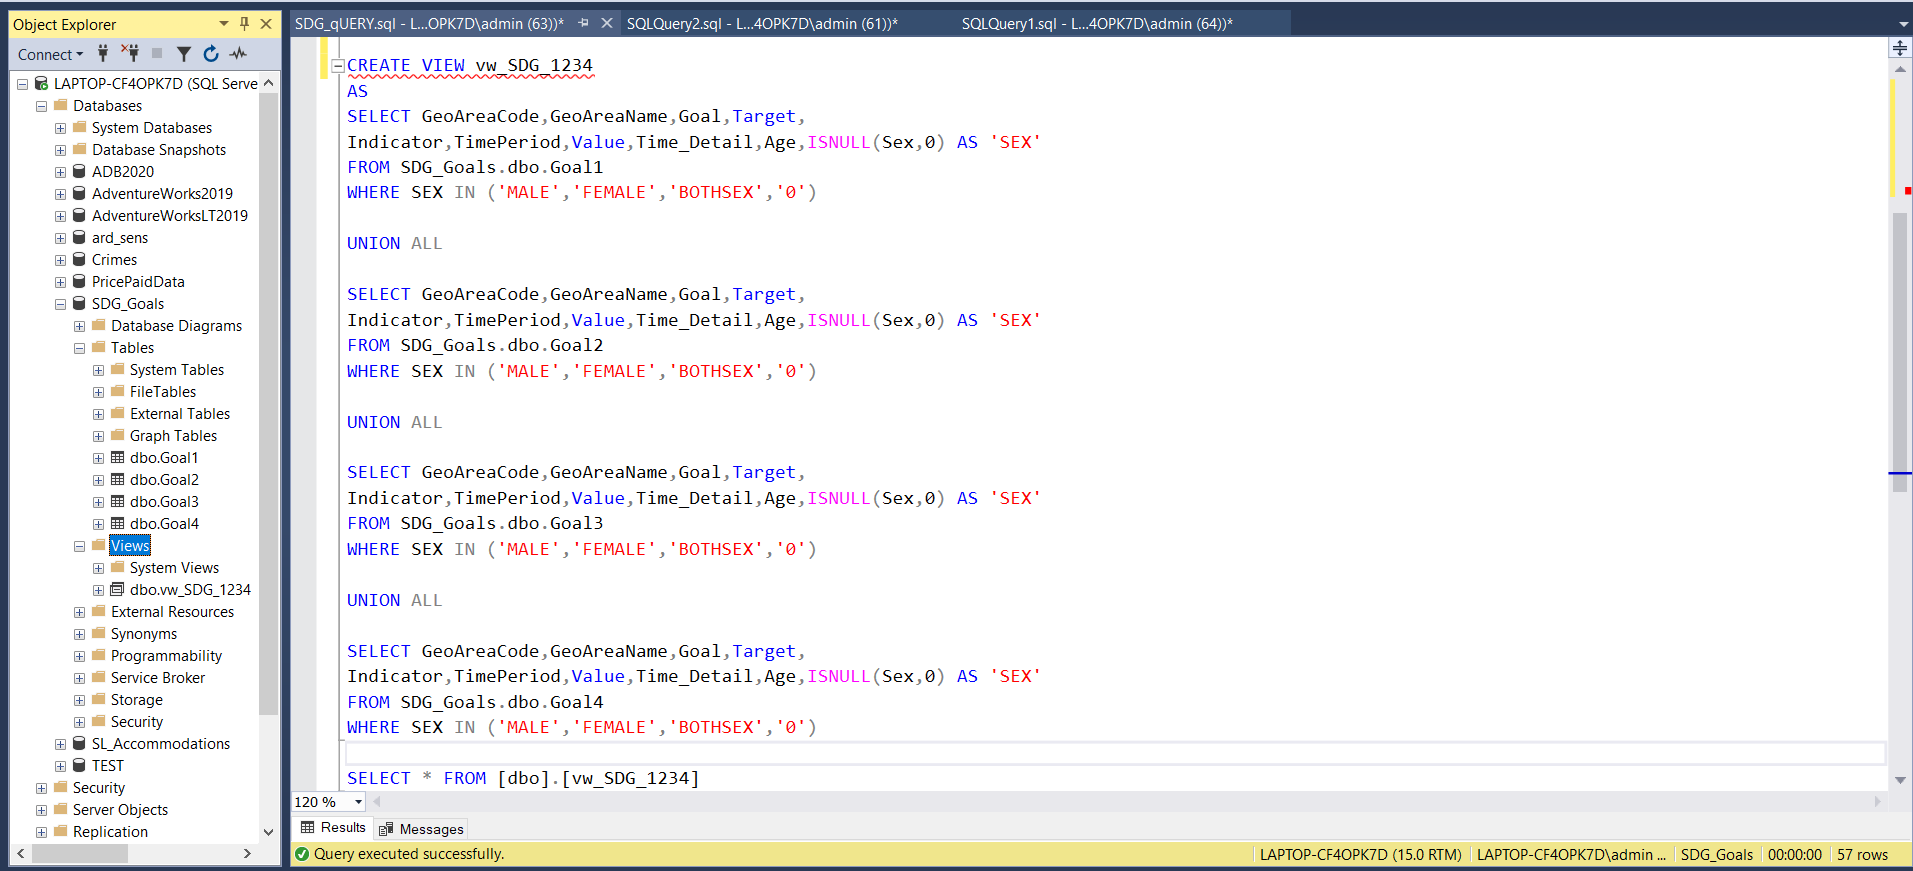 Object Explorer
Connect
LAPTOP-CF4OPK7D (SQL Serve
Databases
System Databases
Database Snapshots
ADB2020
AdventureWorks2019
AdventureWorksLT2019
ard_sens
Crimes
PricePaidData
SDG_Goals
Database Diagrams
Tables
System Tables
FileTables
External Tables
Graph Tables
dbo.Goal1
dbo.Goal2
dbo.Goal3
dbo.Goal4
Views
System Views
dbo.vw_SDG_1234
External Resources
Synonyms
Programmability
Service Broker
Storage
Security
SL_Accommodations
TEST
Security
Server Objects
Replication
SDG_qUERY.sql - L...OPK7D\admin (63))* SQLQuery2.sql - L...4OPK7D\admin (61))* SQLQuery1.sql - L...4OPK7D\admin (64))*
CREATE VIEW vw_SDG_1234
AS
SELECT GeoAreaCode,GeoAreaName,Goal,Target,
Indicator,TimePeriod,Value,Time_Detail,Age,ISNULL(Sex,0) AS 'SEX'
FROM SDG_Goals.dbo.Goal1
WHERE SEX IN ('MALE','FEMALE','BOTHSEX','0')
UNION ALL
SELECT GeoAreaCode,GeoAreaName,Goal,Target,
Indicator,TimePeriod,Value,Time_Detail,Age,ISNULL(Sex,0) AS 'SEX'
FROM SDG_Goals.dbo.Goal2
WHERE SEX IN ('MALE','FEMALE','BOTHSEX','0')
UNION ALL
SELECT GeoAreaCode,GeoAreaName,Goal,Target,
Indicator,TimePeriod,Value,Time_Detail,Age,ISNULL(Sex,0) AS 'SEX'
FROM SDG_Goals.dbo.Goal3
WHERE SEX IN ('MALE','FEMALE','BOTHSEX','0')
UNION ALL
SELECT GeoAreaCode,GeoAreaName,Goal,Target,
Indicator,TimePeriod,Value,Time_Detail,Age,ISNULL(Sex,0) AS 'SEX'
FROM SDG_Goals.dbo.Goal4
WHERE SEX IN ('MALE','FEMALE','BOTHSEX','0')
SELECT * FROM [dbo].[vw_SDG_1234]
120 %
Results Messages
Query executed successfully. LAPTOP-CF4OPK7D (15.0 RTM) LAPTOP-CF4OPK7D\admin ... SDG_Goals 00:00:00 57 rows